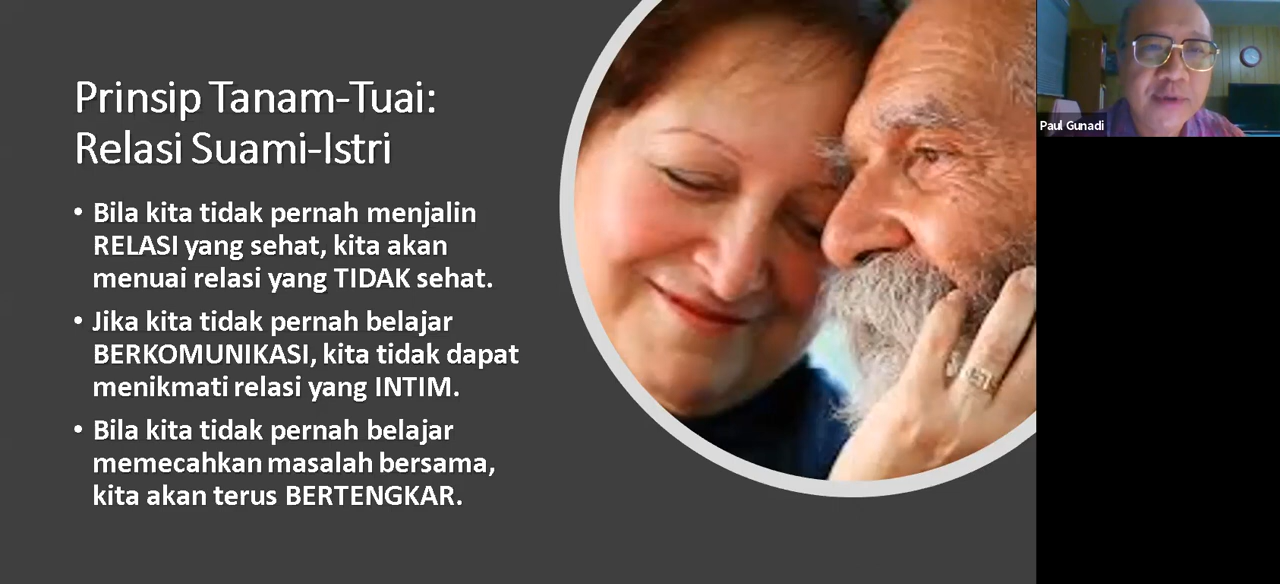 Prinsip Tanam-Tuai:
Relasi Suami-Istri
• Bila kita tidak pernah menjalin
RELASI yang sehat, kita akan
menuai relasi yang TIDAK sehat.
• Jika kita tidak pernah belajar
BERKOMUNIKASI, kita tidak dapat
menikmati relasi yang INTIM.
• Bila kita tidak pernah belajar
memecahkan masalah bersama,
kita akan terus BERTENGKAR.
Paul Gunadi